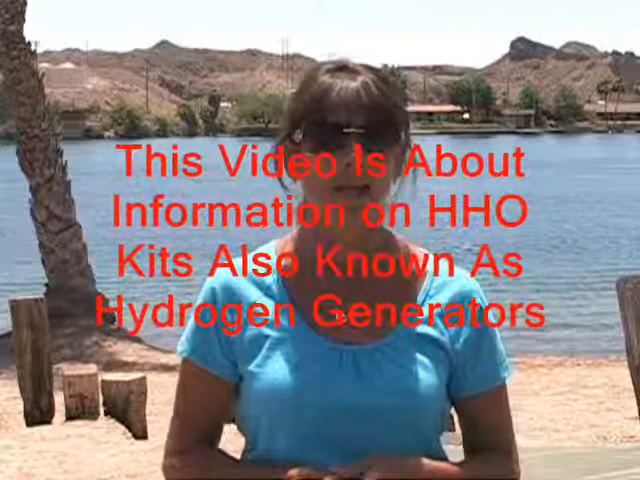 This Video Is About
Information on HHO
Kits Also Known As
Hydrogen Generators